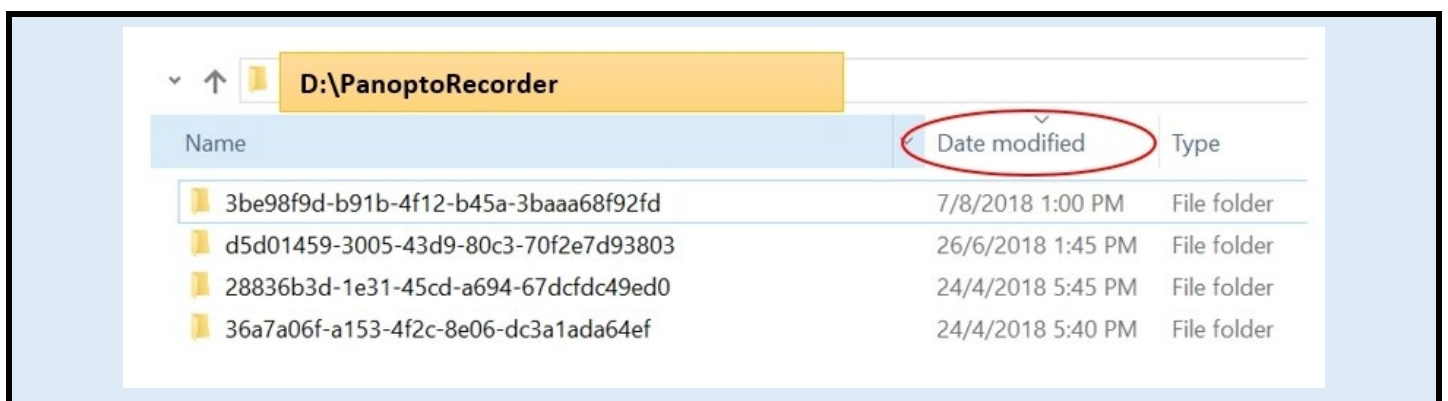 D:\PanoptoRecorder
Name Date modified Type
3be98f9d-b91b-4f12-b45a-3baaa68f92fd 7/8/2018 1:00 PM File folder
d5d01459-3005-43d9-80c3-70f2e7d93803 26/6/2018 1:45 PM File folder
28836b3d-1e31-45cd-a694-67dcfdc49ed0 24/4/2018 5:45 PM File folder
36a7a06f-a153-4f2c-8e06-dc3a1ada64ef 24/4/2018 5:40 PM File folder